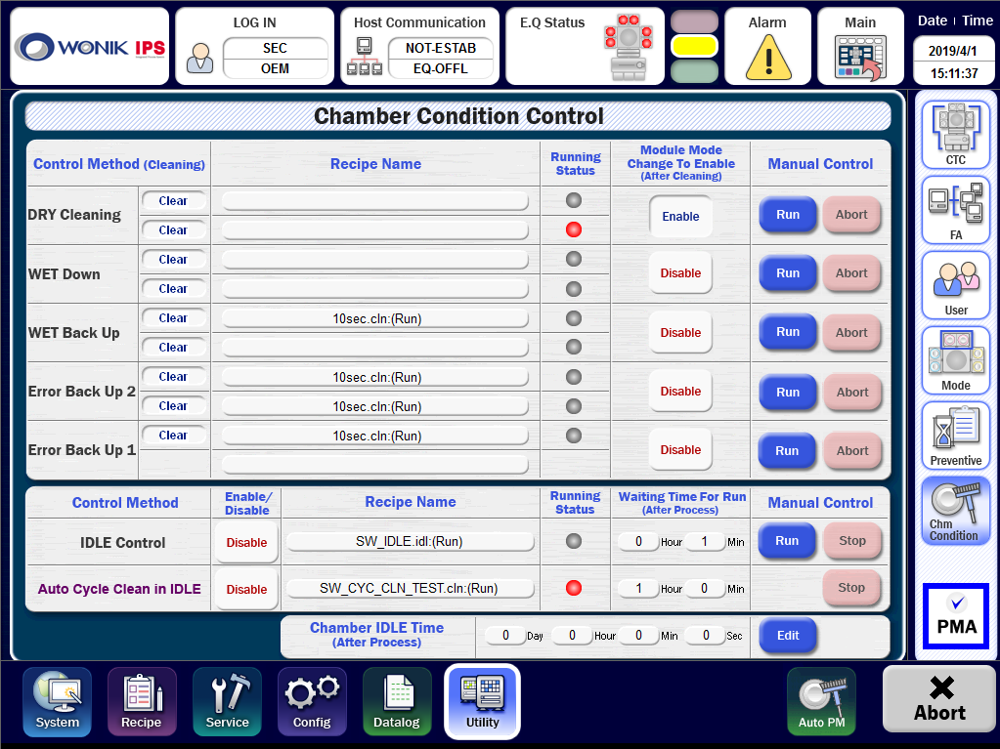 WONIK IPS
LOG IN
SEC
OEM
Host Communication
NOT-ESTAB
EQ-OFFL
E.Q Status
Alarm
Main
Date | Time
2019/4/1
15:11:37
Chamber Condition Control
Control Method (Cleaning)
Recipe Name
Running
Status
Module Mode
Change To Enable
(After Cleaning)
Manual Control
DRY Cleaning
Clear
Clear
Enable
Run
Abort
WET Down
Clear
Clear
Disable
Run
Abort
WET Back Up
Clear
10sec.cln:(Run)
Clear
Disable
Run
Abort
Error Back Up 2
Clear
10sec.cln:(Run)
Clear
10sec.cln:(Run)
Disable
Run
Abort
Error Back Up 1
Clear
10sec.cln:(Run)
Disable
Run
Abort
Control Method
Enable/
Disable
Recipe Name
Running
Status
Waiting Time For Run
(After Process)
Manual Control
IDLE Control
Disable
SW_IDLE.idl:(Run)
0 Hour 1 Min
Run
Stop
Auto Cycle Clean in IDLE
Disable
SW_CYC_CLN_TEST.cln:(Run)
1 Hour 0 Min
Stop
Chamber IDLE Time
(After Process)
0 Day 0 Hour 0 Min 0 Sec
Edit
CTC
FA
User
Mode
Preventive
Chm
Condition
PMA
System
Recipe
Service
Config
Datalog
Utility
Auto PM
Abort